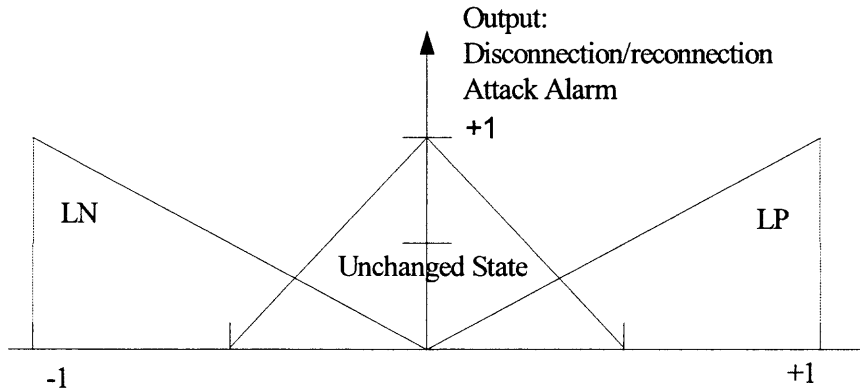 Output:
Disconnection/reconnection
Attack Alarm
+1
LN
LP
Unchanged State
-1
+1